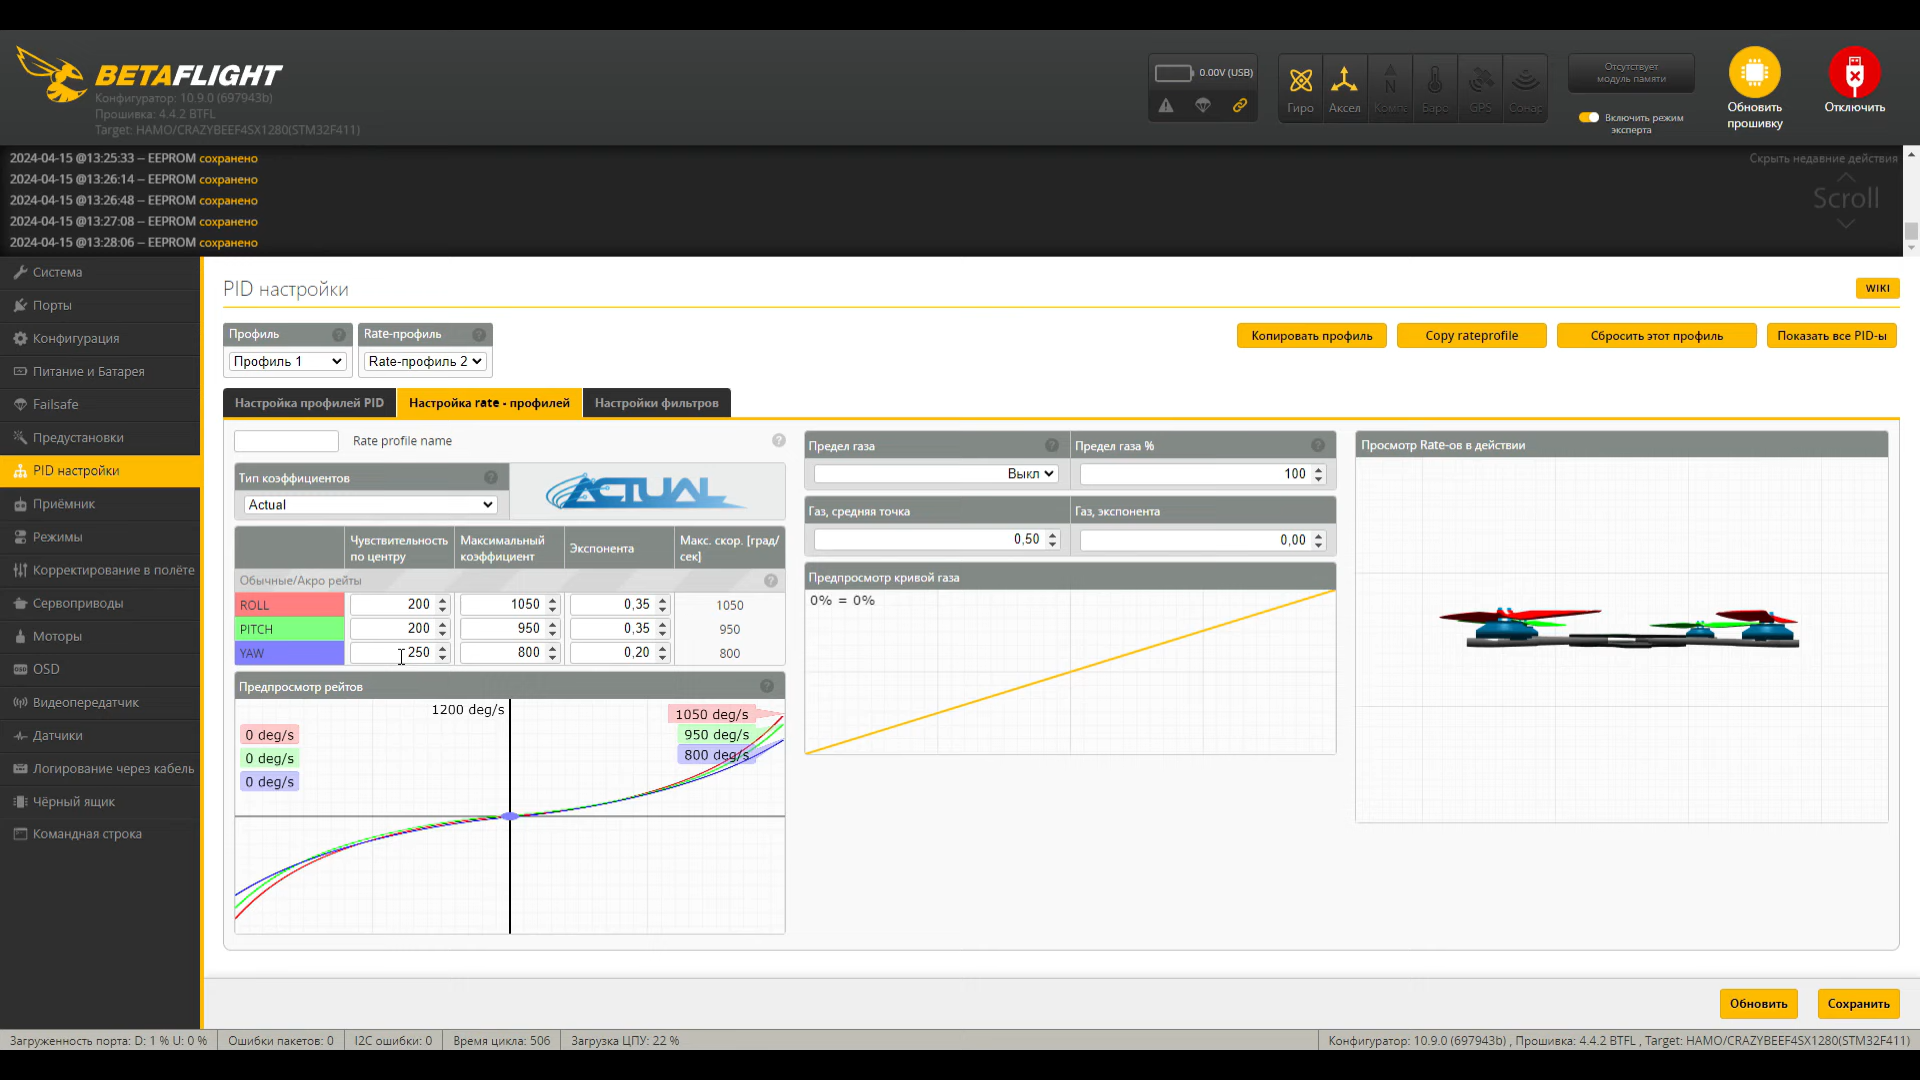 BETAFLIGHT
Конфигуратор: 10.9.0 (697943b)
Прошивка: 4.4.2 BTFL
Target: HAMO/CRAZYBEEF4SX1280(STM32F411)
0.00V (USB)
Гиро
Аксел
Комп
Баро
GPS
Сонар
Отсутствует
модуль памяти
Включить режим
эксперта
Обновить
прошивку
Отключить
2024-04-15 @13:25:33 -- EEPROM сохранено
2024-04-15 @13:26:14 -- EEPROM сохранено
2024-04-15 @13:26:48 -- EEPROM сохранено
2024-04-15 @13:27:08 -- EEPROM сохранено
2024-04-15 @13:28:06 -- EEPROM сохранено
Скрыть недавние действия
Scroll
Система
Порты
Конфигурация
Питание и Батарея
Failsafe
Предустановки
PID настройки
Приёмник
Режимы
Корректирование в полёте
Сервоприводы
Моторы
OSD
Видеопередатчик
Датчики
Логирование через кабель
Чёрный ящик
Командная строка
PID настройки
WIKI
Профиль
Профиль 1
Rate-профиль
Rate-профиль 2
Копировать профиль
Copy rateprofile
Сбросить этот профиль
Показать все PID-ы
Настройка профилей PID
Настройка rate - профилей
Настройки фильтров
Rate profile name
Тип коэффициентов
Actual
ACTUAL
Чувствительность
по центру
Максимальный
коэффициент
Экспонента
Макс. скор. [град/
сек]
Обычные/Акро рейты
ROLL 200 1050 0,35 1050
PITCH 200 950 0,35 950
YAW 250 800 0,20 800
Предпросмотр рейтов
1200 deg/s
0 deg/s
0 deg/s
0 deg/s
1050 deg/s
950 deg/s
800 deg/s
Предел газа
Выкл
Предел газа %
100
Газ, средняя точка
0,50
Газ, экспонента
0,00
Предпросмотр кривой газа
0% = 0%
Просмотр Rate-ов в действии
Обновить
Сохранить
Загруженность порта: D: 1 % U: 0 %
Ошибки пакетов: 0
I2C ошибки: 0
Время цикла: 506
Загрузка ЦПУ: 22 %
Конфигуратор: 10.9.0 (697943b) , Прошивка: 4.4.2 BTFL , Target: HAMO/CRAZYBEEF4SX1280(STM32F411)